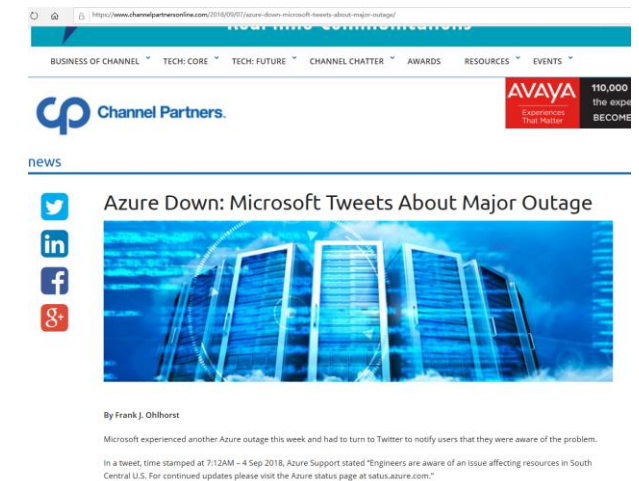 https://www.channelpartnersonline.com/2018/09/07/azure-down-microsoft-tweets-about-major-outage/
BUSINESS OF CHANNEL TECH: CORE TECH: FUTURE CHANNEL CHATTER AWARDS RESOURCES EVENTS
cp Channel Partners.
AVAYA
Experiences
That Matter
110,000
the expe
BECOME
news
Azure Down: Microsoft Tweets About Major Outage
in
f
g+
By Frank J. Ohlhorst
Microsoft experienced another Azure outage this week and had to turn to Twitter to notify users that they were aware of the problem.
In a tweet, time stamped at 7:12AM – 4 Sep 2018, Azure Support stated "Engineers are aware of an issue affecting resources in South
Central U.S. For continued updates please visit the Azure status page at satus.azure.com."